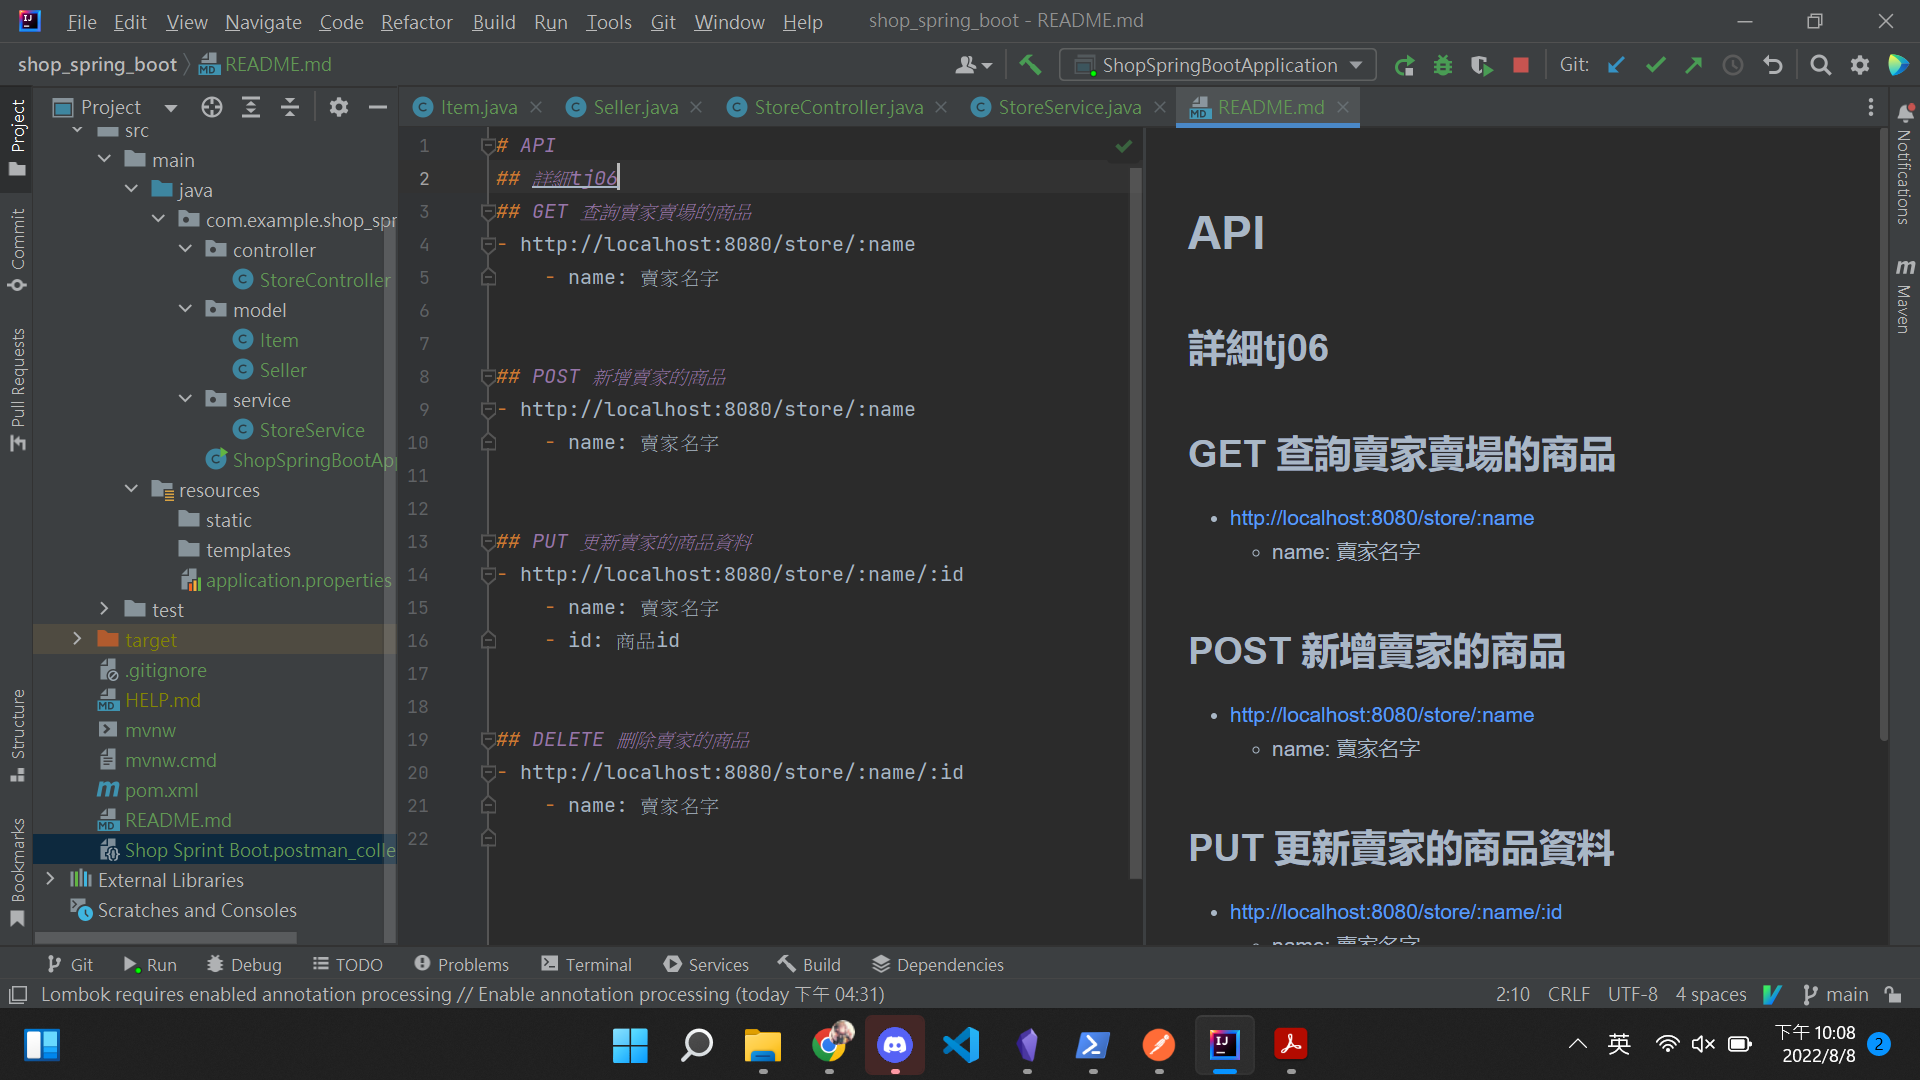 File Edit View Navigate Code Refactor Build Run Tools Git Window Help shop_spring_boot - README.md
shop_spring_boot README.md ShopSpringBootApplication Git:
Project Item.java Seller.java StoreController.java StoreService.java README.md
src
main
java
com.example.shop_spr
controller
StoreController
model
Item
Seller
service
StoreService
ShopSpringBootAp
resources
static
templates
application.properties
test
target
.gitignore
HELP.md
mvnw
mvnw.cmd
pom.xml
README.md
Shop Sprint Boot.postman_colle
External Libraries
Scratches and Consoles
Project
Commit
Pull Requests
Structure
Bookmarks
1 # API
2 ## 詳細tj06
3 ## GET 查詢賣家賣場的商品
4 - http://localhost:8080/store/:name
5 - name: 賣家名字
6
7
8 ## POST 新增賣家的商品
9 - http://localhost:8080/store/:name
10 - name: 賣家名字
11
12
13 ## PUT 更新賣家的商品資料
14 - http://localhost:8080/store/:name/:id
15 - name: 賣家名字
16 - id: 商品id
17
18
19 ## DELETE 刪除賣家的商品
20 - http://localhost:8080/store/:name/:id
21 - name: 賣家名字
22
API
詳細tj06
GET 查詢賣家賣場的商品
• http://localhost:8080/store/:name
◦ name: 賣家名字
POST 新增賣家的商品
• http://localhost:8080/store/:name
◦ name: 賣家名字
PUT 更新賣家的商品資料
• http://localhost:8080/store/:name/:id
◦ name: 賣家名字
Notifications
m Maven
Git Run Debug TODO Problems Terminal Services Build Dependencies
Lombok requires enabled annotation processing // Enable annotation processing (today 下午 04:31) 2:10 CRLF UTF-8 4 spaces main
英 下午 10:08
2022/8/8 2